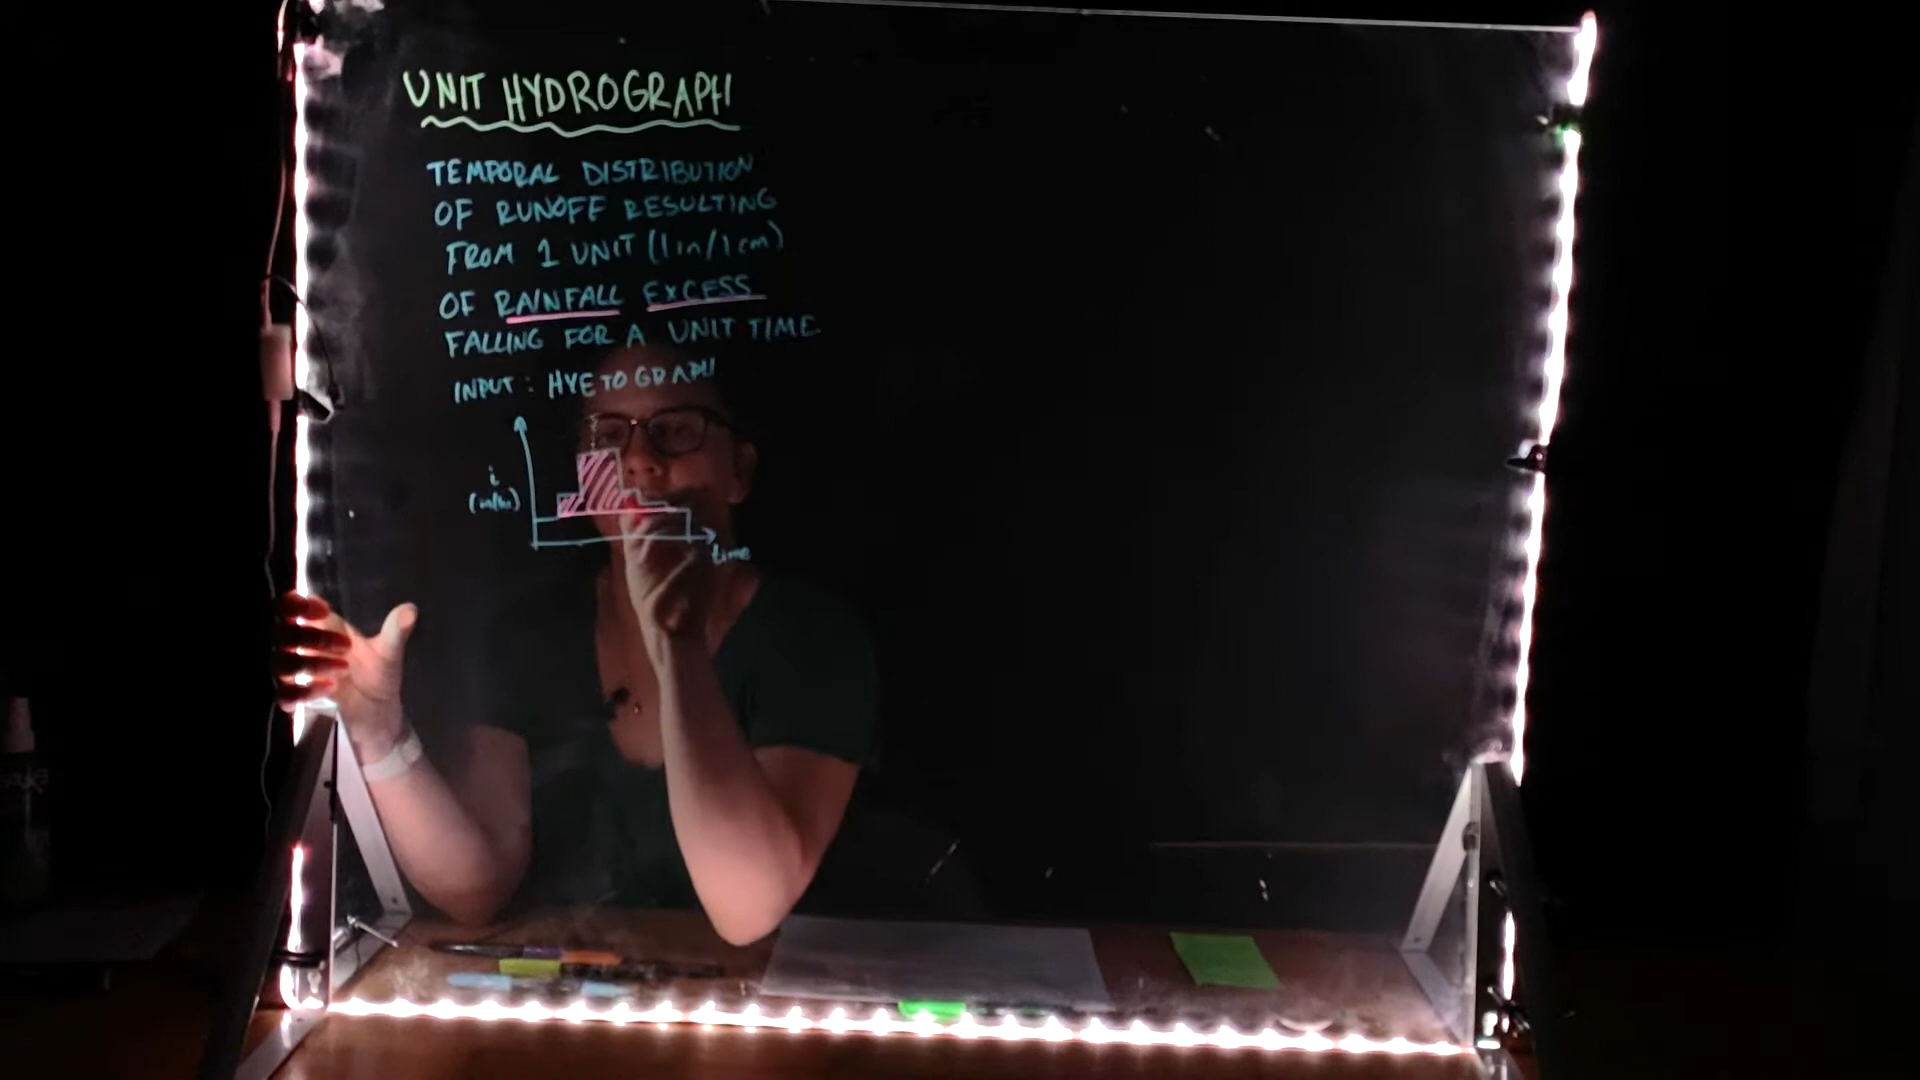 UNIT HYDROGRAPH
TEMPORAL DISTRIBUTION
OF RUNOFF RESULTING
FROM 1 UNIT (1in/1cm)
OF RAINFALL EXCESS
FALLING FOR A UNIT TIME
INPUT: HYETOGRAPH
i
(in/hr)
time